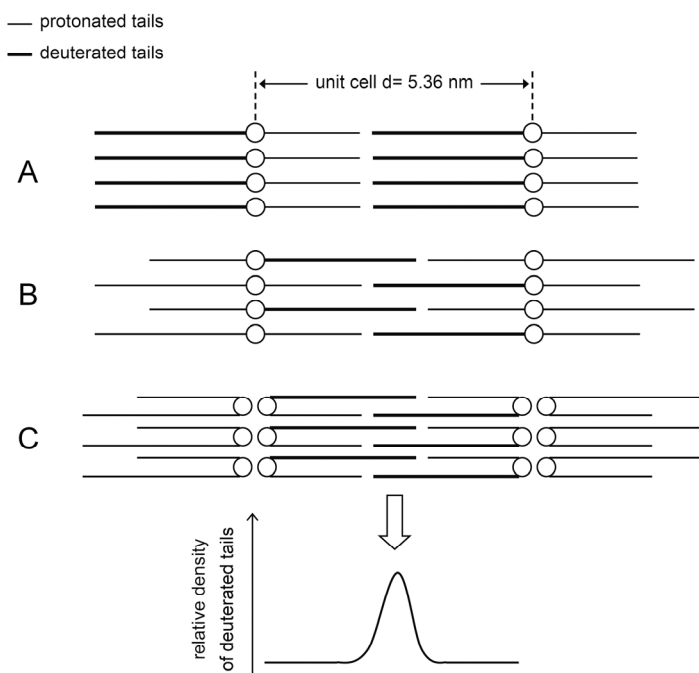 protonated tails
deuterated tails
unit cell d= 5.36 nm
A
B
C
relative density
of deuterated tails